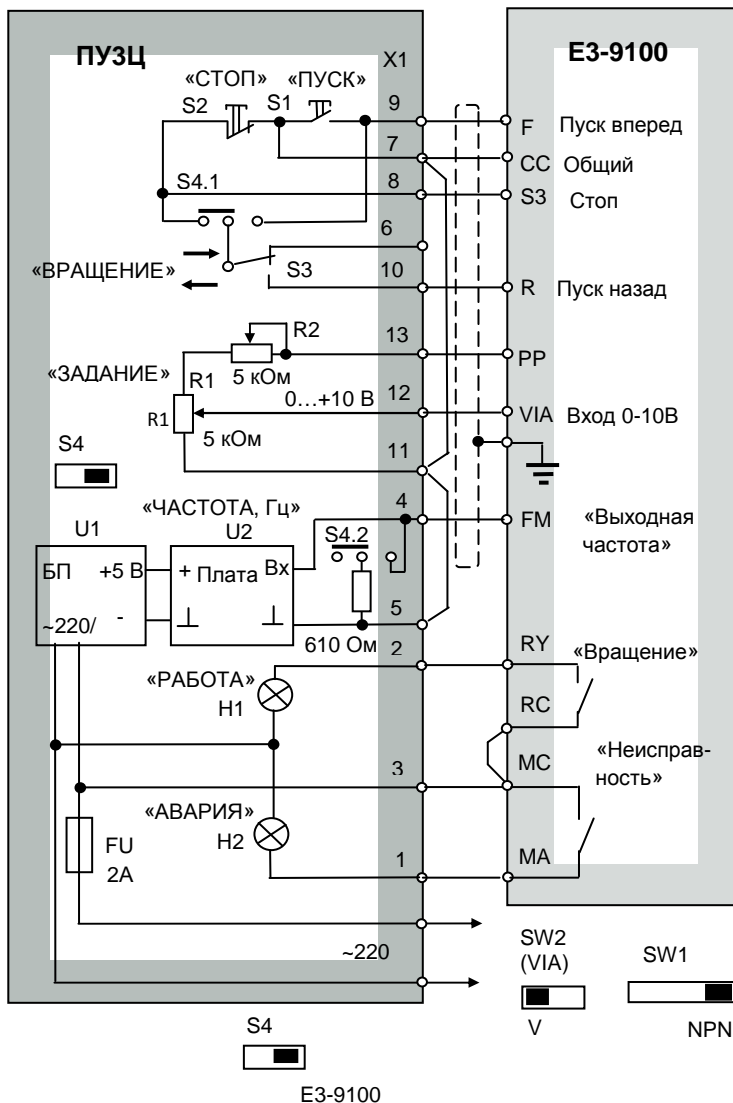 ПУ3Ц
X1
E3-9100
«СТОП» «ПУСК»
S2 S1 9
F Пуск вперед
7
CC Общий
S4.1 8
S3 Стоп
6
«ВРАЩЕНИЕ» S3
10
R Пуск назад
R2
13
PP
«ЗАДАНИЕ» R1 5 кОм
0…+10 В 12
R1
VIA Вход 0-10В
5 кОм
S4
11
«ЧАСТОТА, Гц» 4
FM «Выходная
частота»
U1 U2 S4.2
БП +5 В + Плата Вх
~220/ - ⊥ ⊥
5
610 Ом 2
RY «Вращение»
«РАБОТА»
H1
RC
3
MC «Неисправ-
ность»
«АВАРИЯ»
FU H2
2А
1
MA
~220
SW2
(VIA)
SW1
V NPN
S4
E3-9100